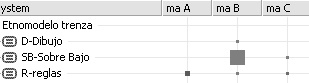 ystem ma A ma B ma C
Etnomodelo trenza
D-Dibujo
SB-Sobre Bajo
R-reglas